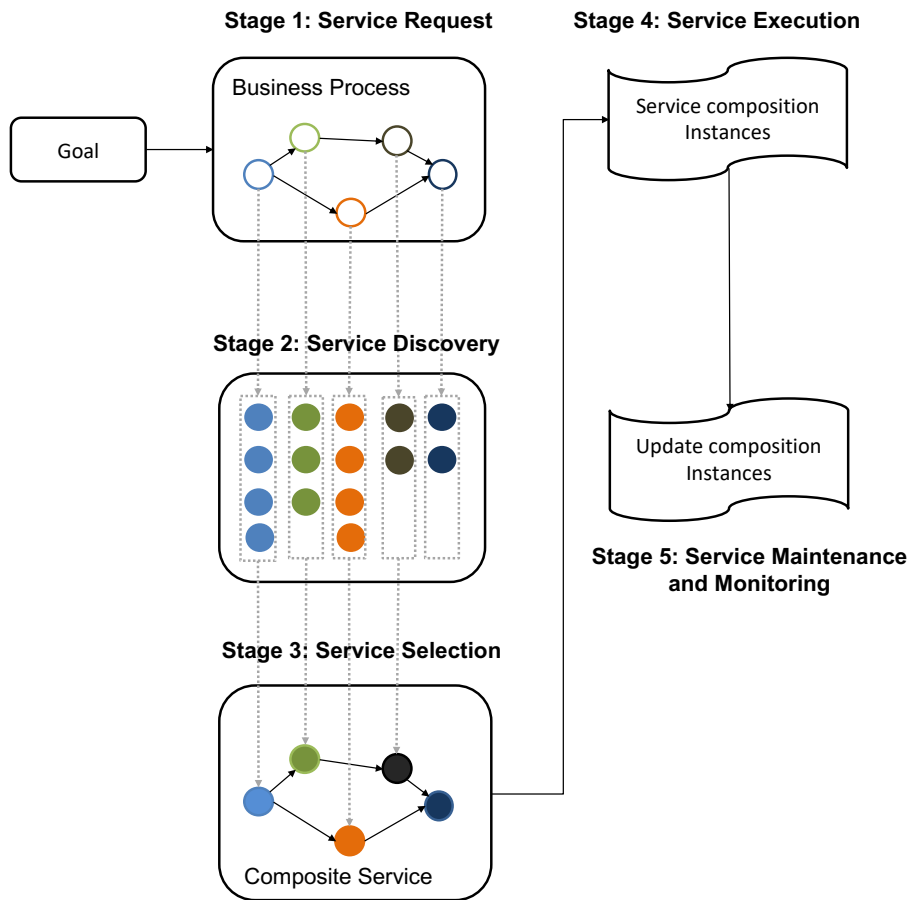 Stage 1: Service Request
Business Process
Goal
Stage 2: Service Discovery
Stage 3: Service Selection
Composite Service
Stage 4: Service Execution
Service composition
Instances
Update composition
Instances
Stage 5: Service Maintenance
and Monitoring